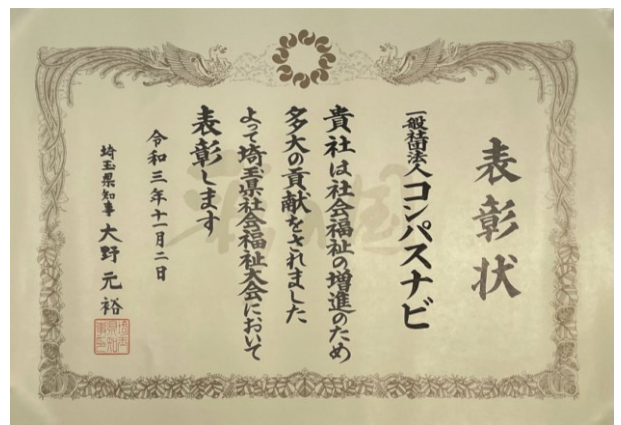 表彰状
一般社団法人コンパスナビ
貴社は社会福祉の増進のため
多大の貢献をされました
よって埼玉県社会福祉大会において
表彰します
令和三年十一月二日
埼玉県知事 大野元裕